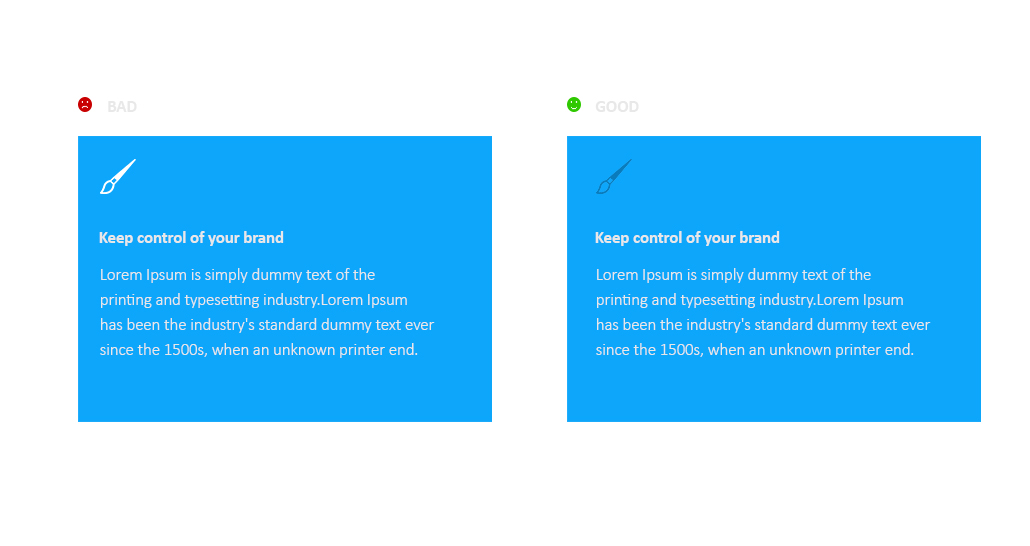 BAD
Keep control of your brand
Lorem Ipsum is simply dummy text of the
printing and typesetting industry.Lorem Ipsum
has been the industry's standard dummy text ever
since the 1500s, when an unknown printer end.
GOOD
Keep control of your brand
Lorem Ipsum is simply dummy text of the
printing and typesetting industry.Lorem Ipsum
has been the industry's standard dummy text ever
since the 1500s, when an unknown printer end.